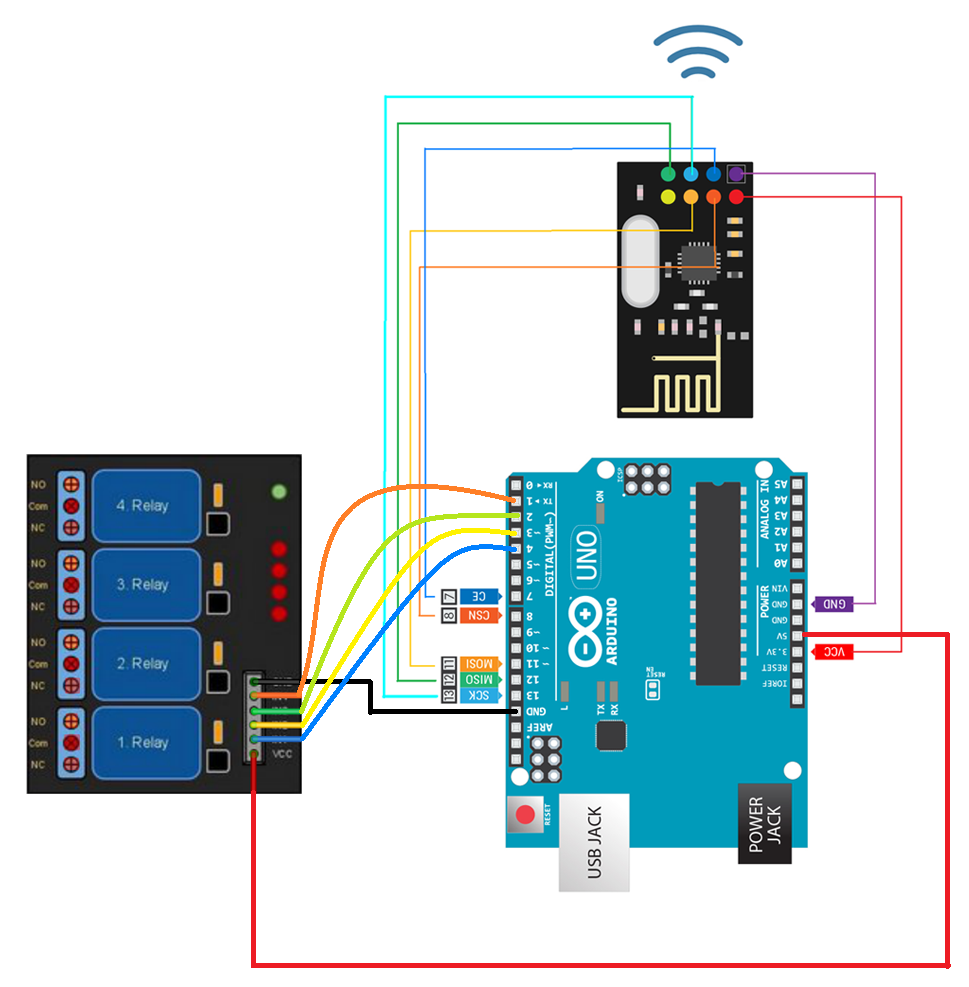 NO
Com
NC
4. Relay
NO
Com
NC
3. Relay
NO
Com
NC
2. Relay
NO
Com
NC
1. Relay
VCC
7
CE
8
CSN
11
MOSI
12
MISO
13
SCK
RX ◂ 0
TX ▸ 1
2
~ 3
4
~ 5
~ 6
7
8
~ 9
~ 10
~ 11
12
13
GND
AREF
DIGITAL (PWM~)
ICSP
ON
UNO
ARDUINO
L
TX
RX
RESET EN
RESET
USB JACK
POWER
JACK
ANALOG IN
A5
A4
A3
A2
A1
A0
POWER
VIN
GND
GND
5V
3.3V
RESET
IOREF
GND
VCC